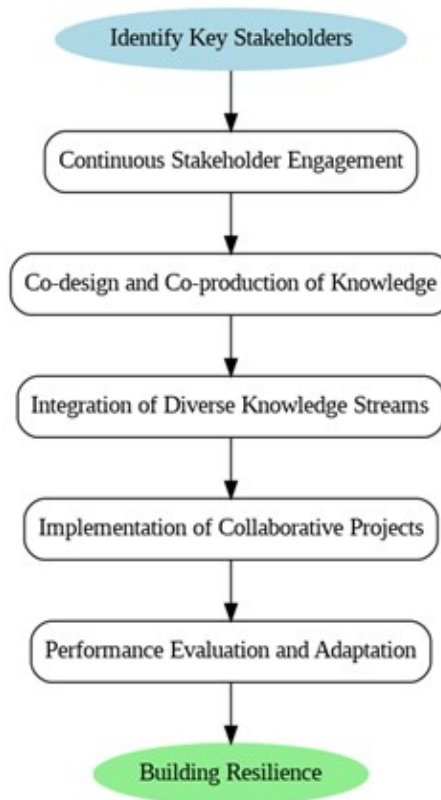 Identify Key Stakeholders
Continuous Stakeholder Engagement
Co-design and Co-production of Knowledge
Integration of Diverse Knowledge Streams
Implementation of Collaborative Projects
Performance Evaluation and Adaptation
Building Resilience